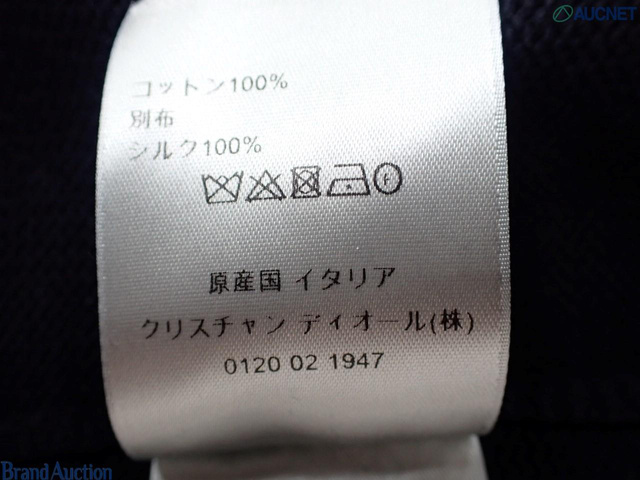 AUCNET
コットン100%
別布
シルク100%
原産国 イタリア
クリスチャン ディオール(株)
0120 02 1947
Brand Auction